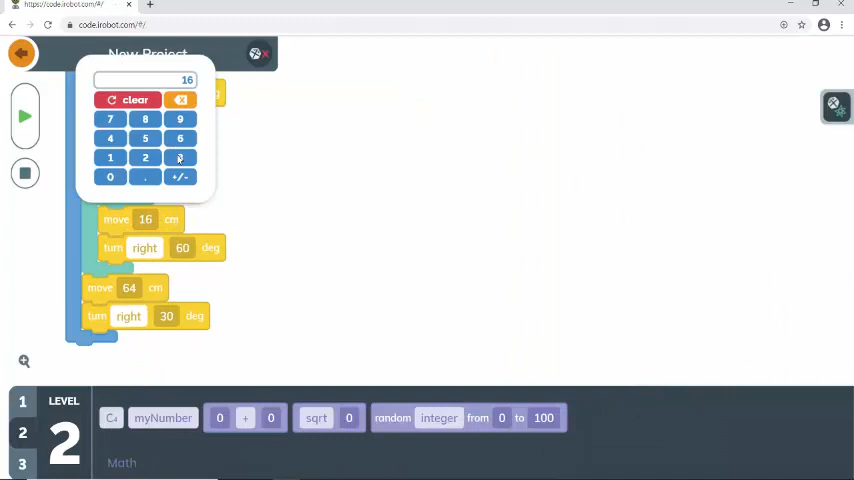 https://code.irobot.com/#/
code.irobot.com/#/
New Project
16
clear
7 8 9
4 5 6
1 2 3
0 . +/-
move 16 cm
turn right 60 deg
move 64 cm
turn right 30 deg
1
2
3
LEVEL
2
C₄ myNumber 0 + 0 sqrt 0 random integer from 0 to 100
Math